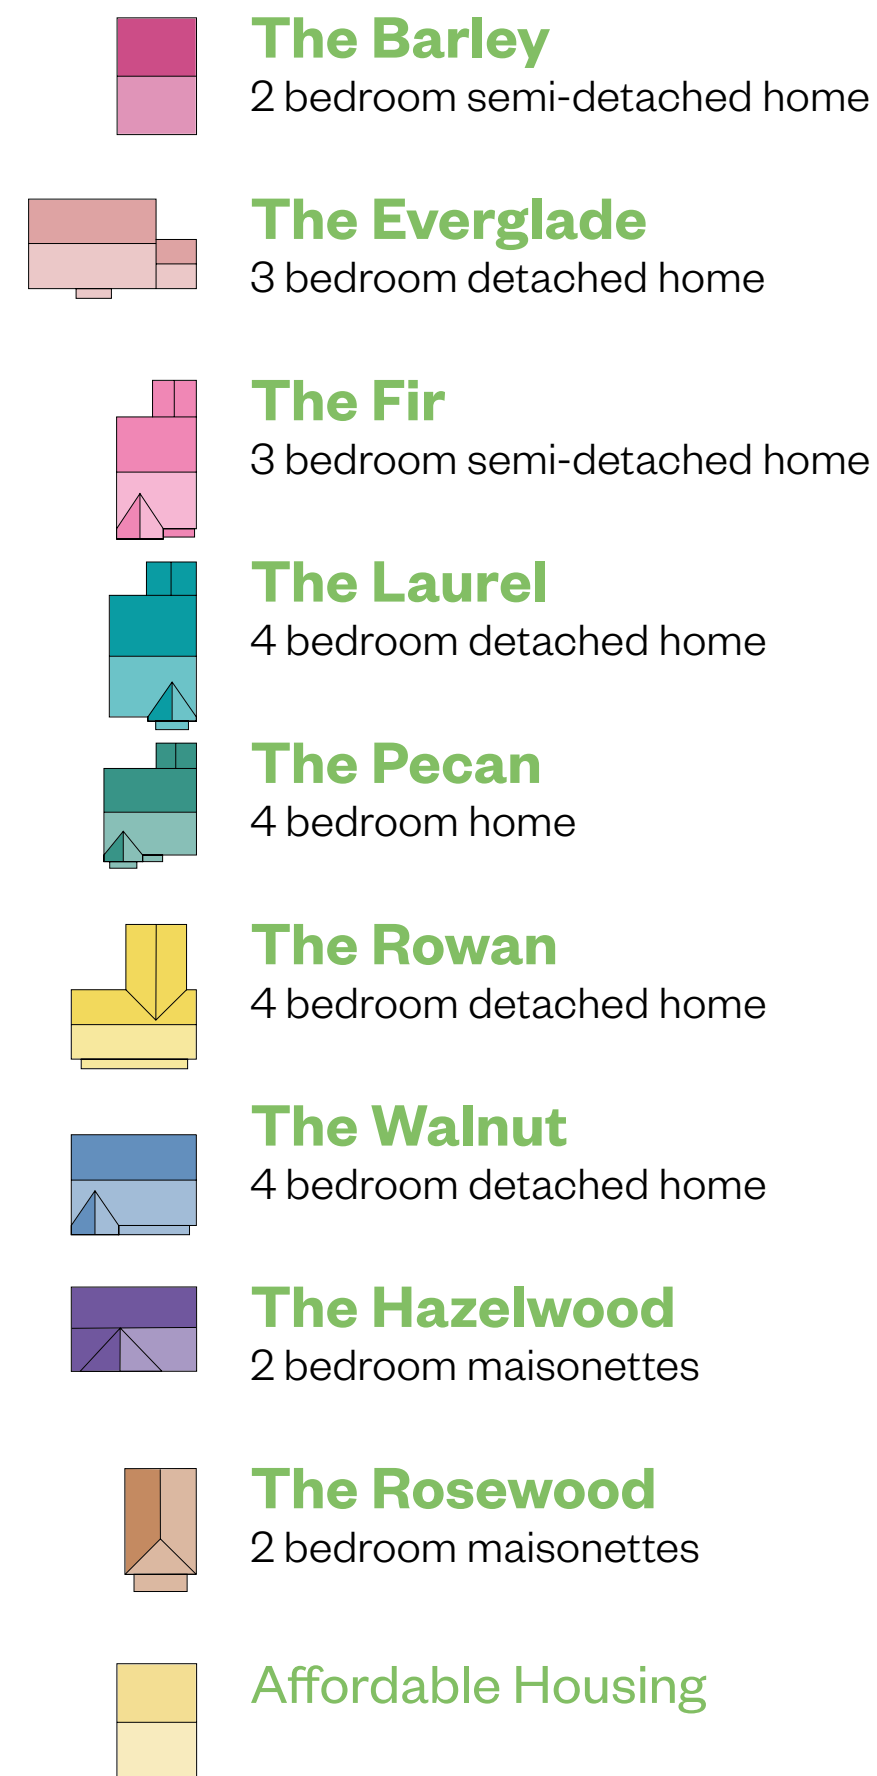 The Barley
2 bedroom semi-detached home
The Everglade
3 bedroom detached home
The Fir
3 bedroom semi-detached home
The Laurel
4 bedroom detached home
The Pecan
4 bedroom home
The Rowan
4 bedroom detached home
The Walnut
4 bedroom detached home
The Hazelwood
2 bedroom maisonettes
The Rosewood
2 bedroom maisonettes
Affordable Housing